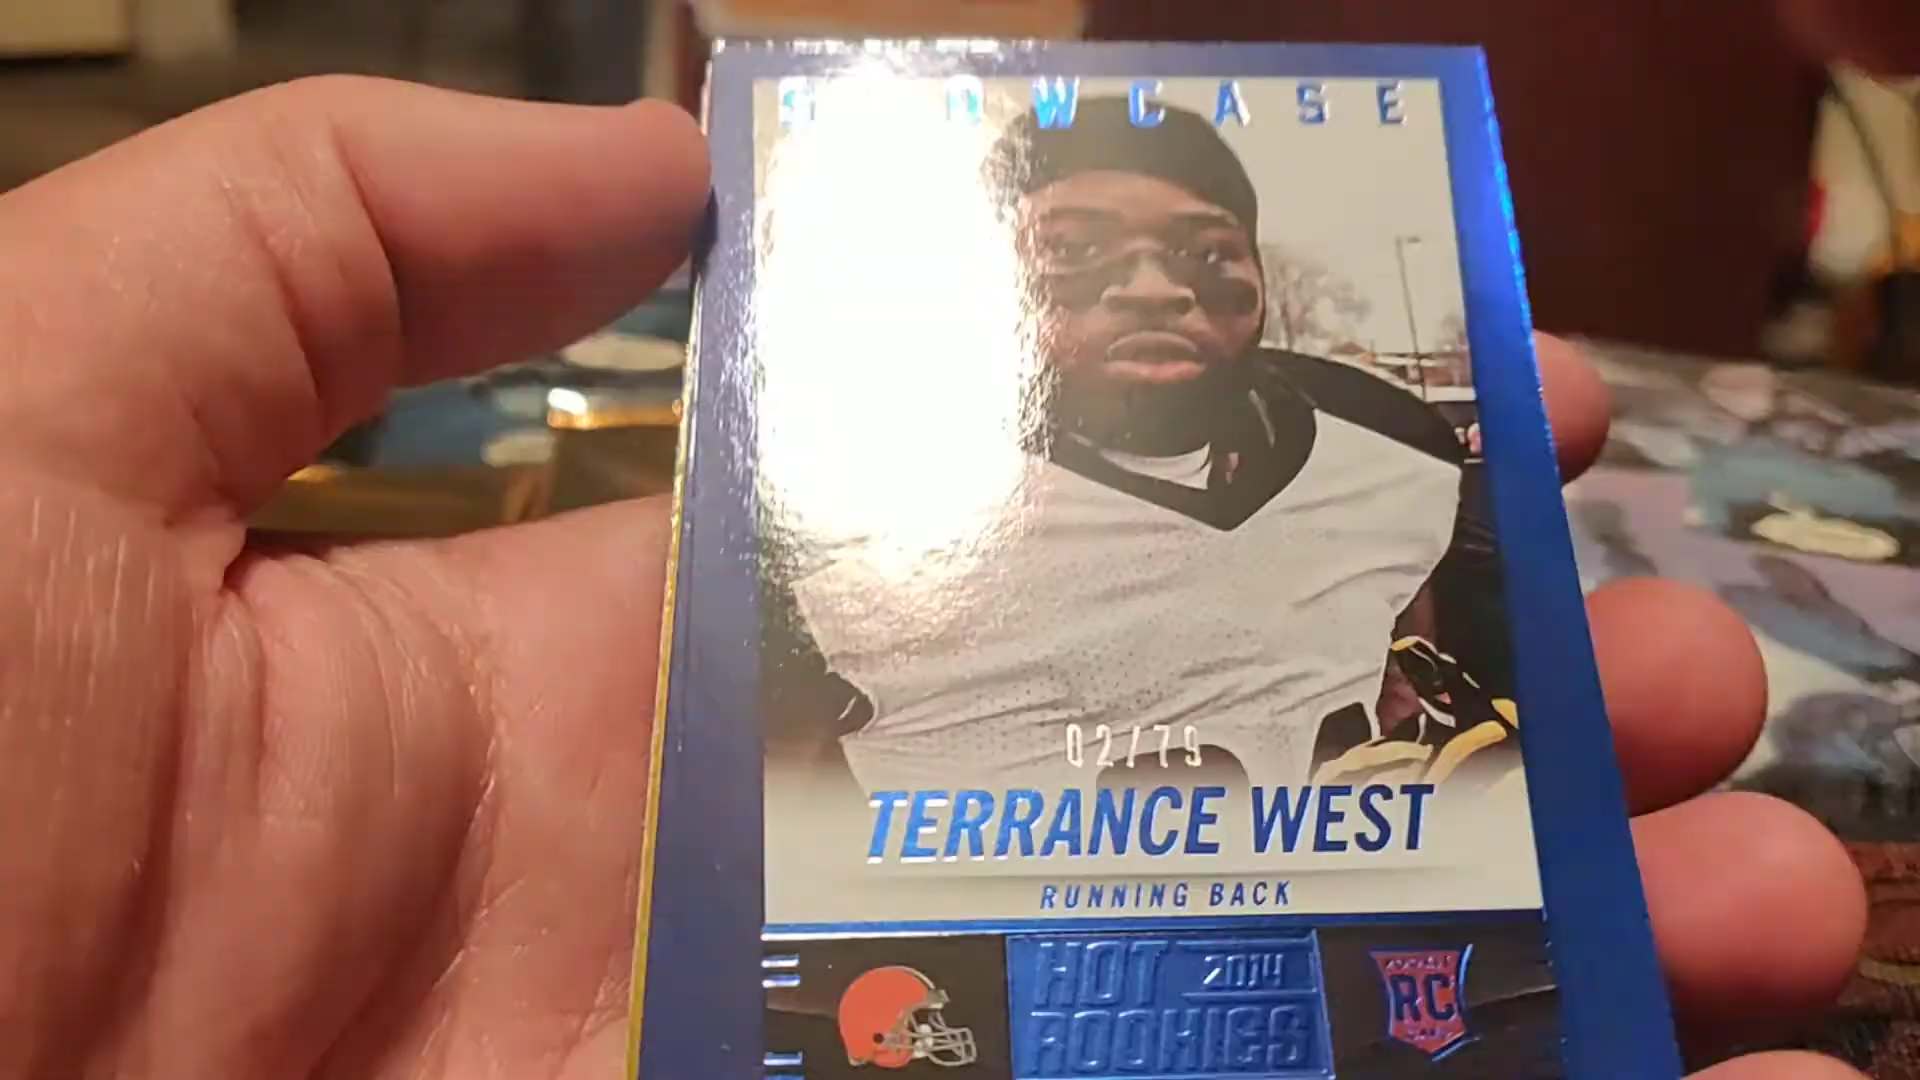 SHOWCASE
02/79
TERRANCE WEST
RUNNING BACK
HOT 2014
ROOKIES
RC